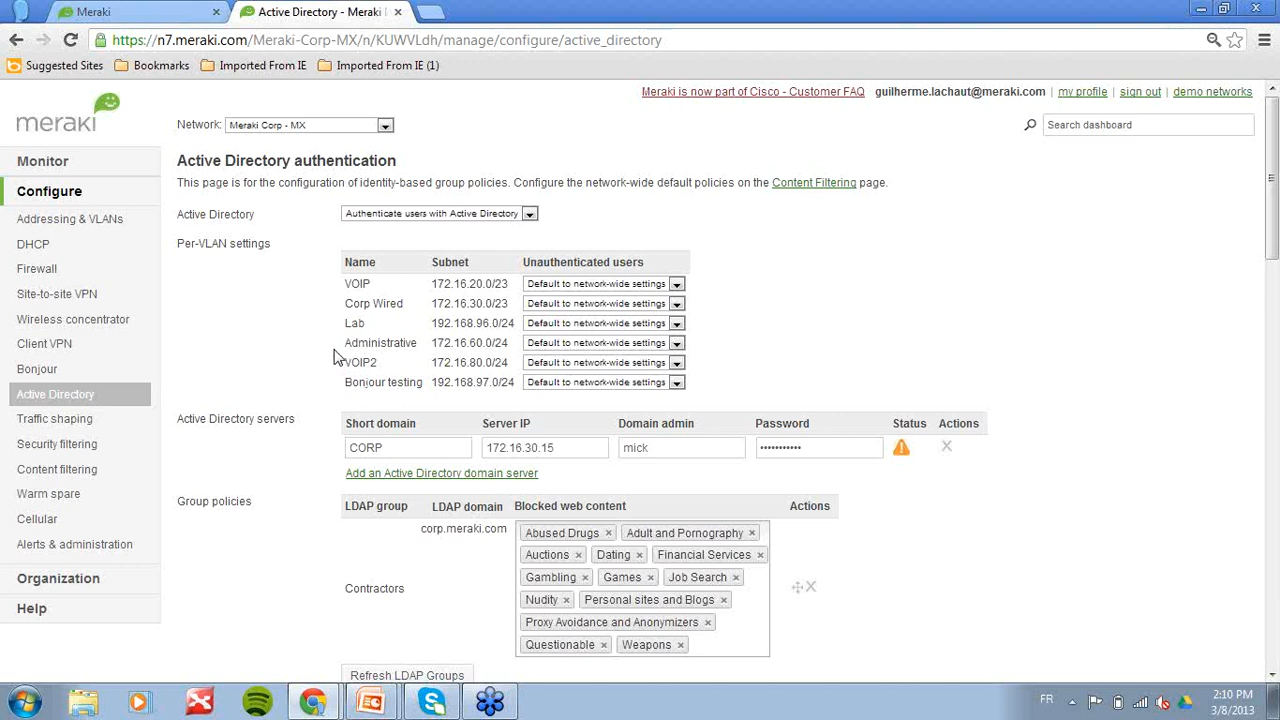 Meraki ×
Active Directory - Meraki ×
https://n7.meraki.com/Meraki-Corp-MX/n/KUWVLdh/manage/configure/active_directory
Suggested Sites Bookmarks Imported From IE Imported From IE (1)
Meraki is now part of Cisco - Customer FAQ guilherme.lachaut@meraki.com my profile sign out demo networks
meraki
Network: Meraki Corp - MX
Search dashboard
Monitor
Configure
Addressing & VLANs
DHCP
Firewall
Site-to-site VPN
Wireless concentrator
Client VPN
Bonjour
Active Directory
Traffic shaping
Security filtering
Content filtering
Warm spare
Cellular
Alerts & administration
Organization
Help
Active Directory authentication
This page is for the configuration of identity-based group policies. Configure the network-wide default policies on the Content Filtering page.
Active Directory Authenticate users with Active Directory
Per-VLAN settings
Name Subnet Unauthenticated users
VOIP 172.16.20.0/23 Default to network-wide settings
Corp Wired 172.16.30.0/23 Default to network-wide settings
Lab 192.168.96.0/24 Default to network-wide settings
Administrative 172.16.60.0/24 Default to network-wide settings
VOIP2 172.16.80.0/24 Default to network-wide settings
Bonjour testing 192.168.97.0/24 Default to network-wide settings
Active Directory servers
Short domain Server IP Domain admin Password Status Actions
CORP 172.16.30.15 mick •••••••••••
Add an Active Directory domain server
Group policies
LDAP group LDAP domain Blocked web content Actions
Contractors corp.meraki.com
Abused Drugs × Adult and Pornography ×
Auctions × Dating × Financial Services ×
Gambling × Games × Job Search ×
Nudity × Personal sites and Blogs ×
Proxy Avoidance and Anonymizers ×
Questionable × Weapons ×
Refresh LDAP Groups
FR
2:10 PM
3/8/2013